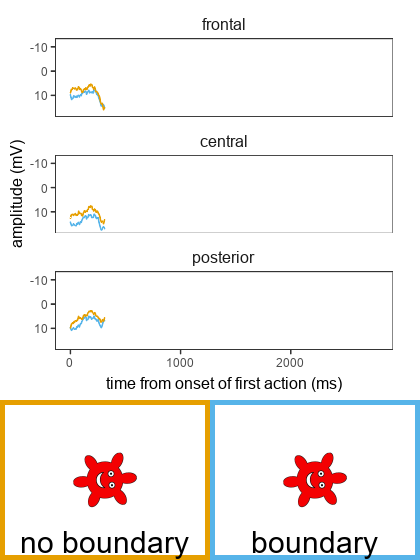 frontal
-10
0
10
central
-10
0
10
amplitude (mV)
posterior
-10
0
10
0 1000 2000
time from onset of first action (ms)
no boundary boundary